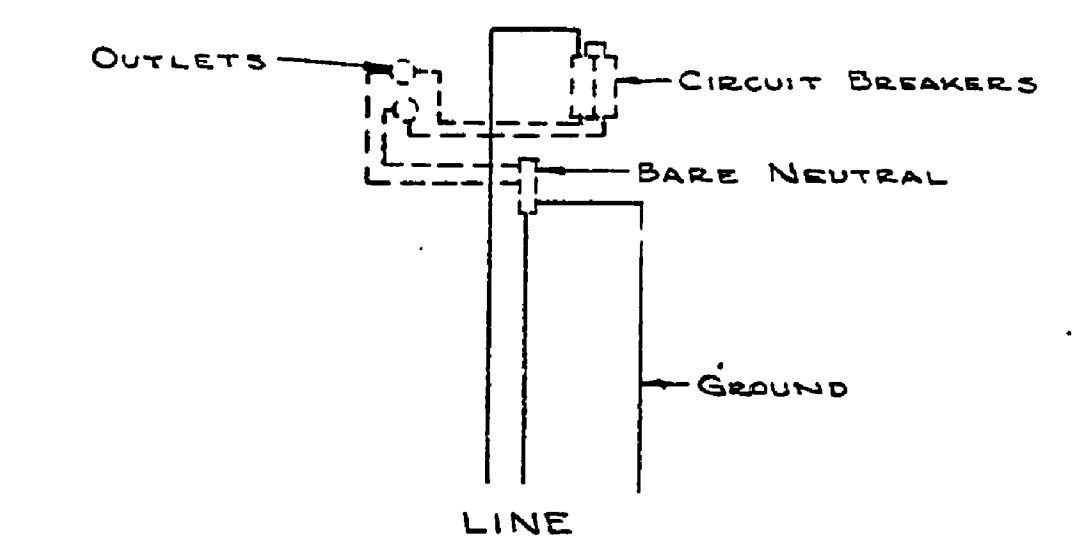 OUTLETS
CIRCUIT BREAKERS
BARE NEUTRAL
GROUND
LINE